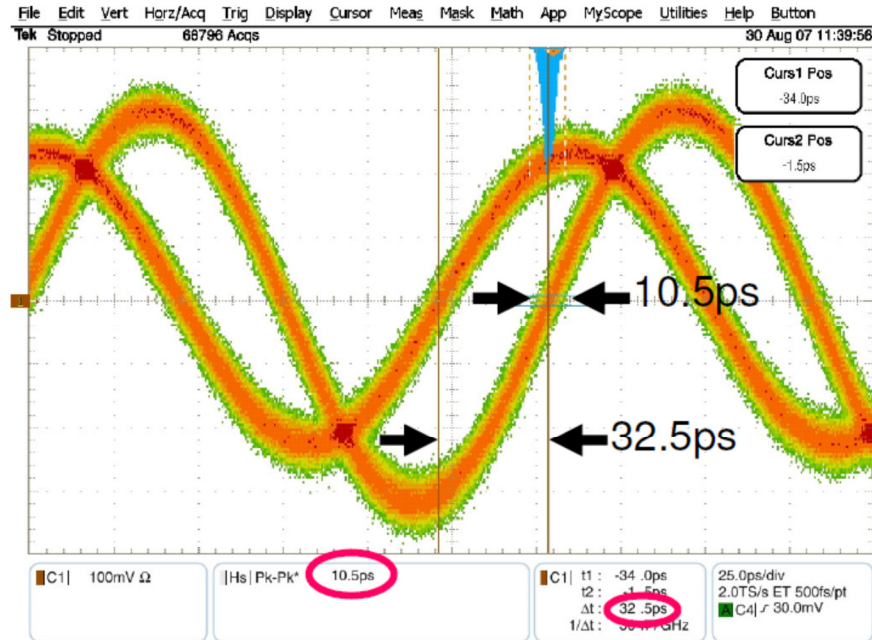 File Edit Vert Horz/Acq Trig Display Cursor Meas Mask Math App MyScope Utilities Help Button
Tek Stopped 68796 Acqs 30 Aug 07 11:39:56
Curs1 Pos
-34.0ps
Curs2 Pos
-1.5ps
10.5ps
32.5ps
C1 100mV Ω
Hs Pk-Pk* 10.5ps
C1 t1 : -34 .0ps
t2 : -1 .5ps
Δt : 32 .5ps
1/Δt : GHz
25.0ps/div
2.0TS/s ET 500fs/pt
A C4 30.0mV